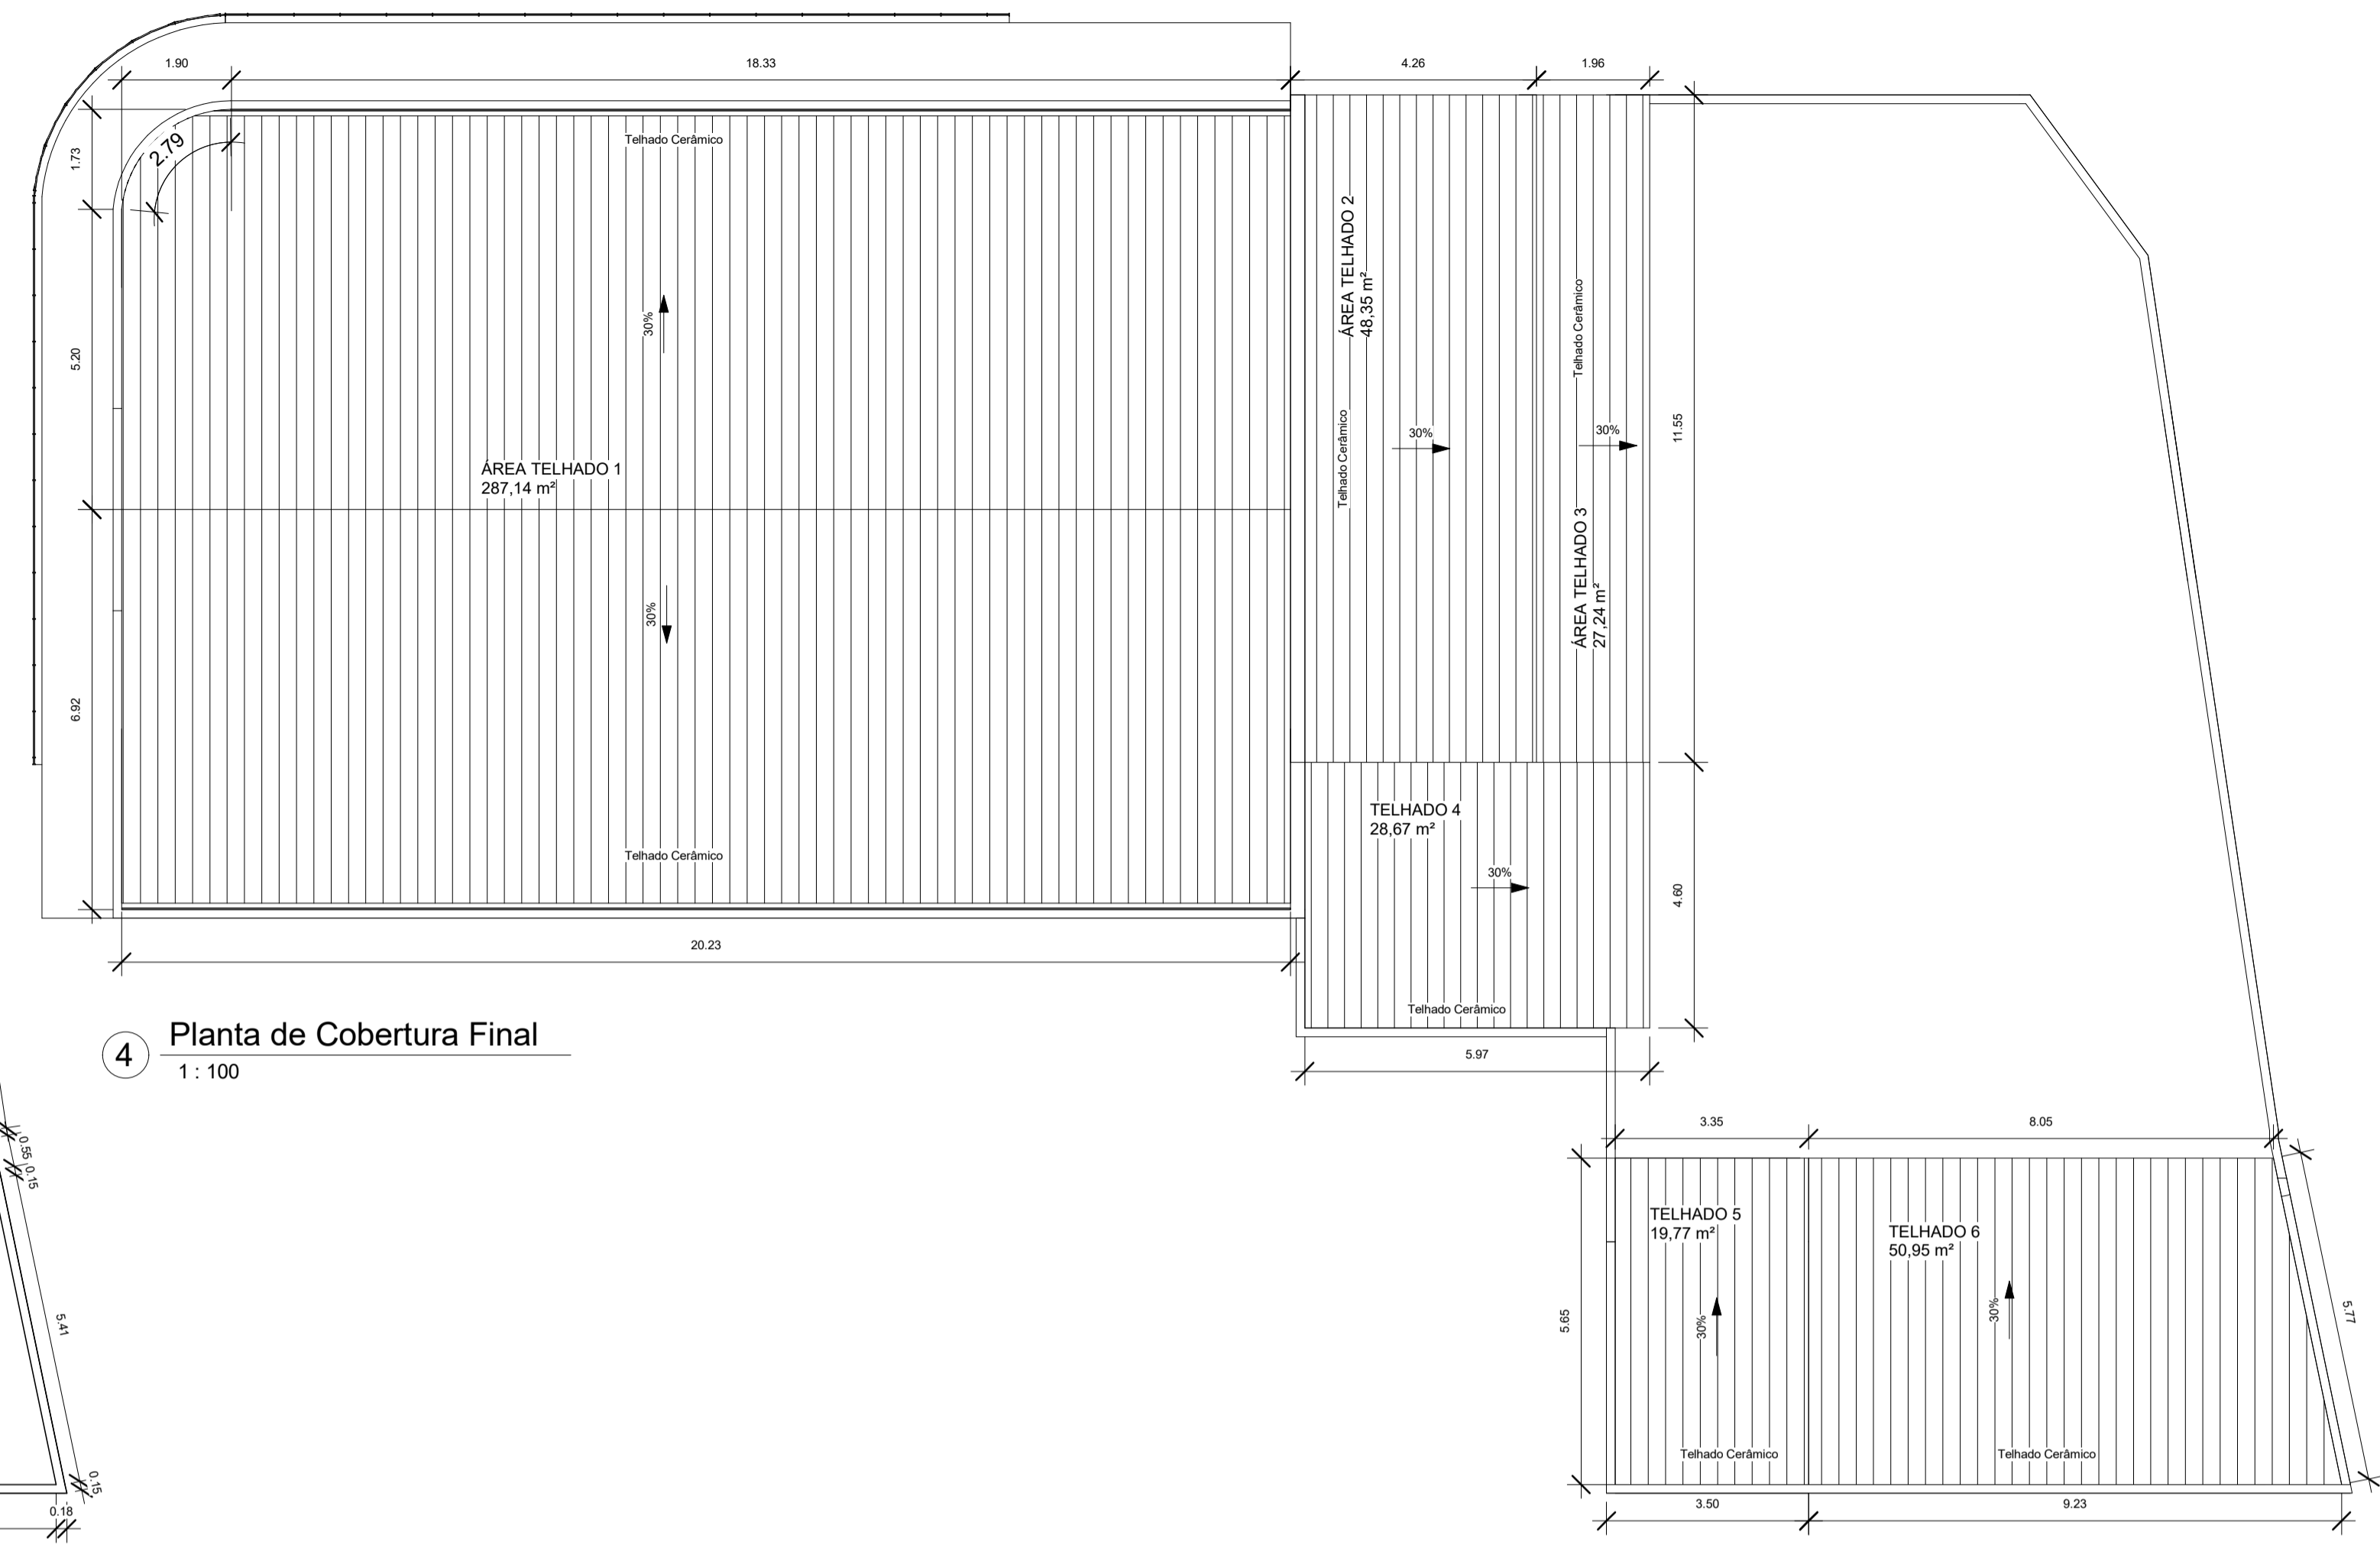 1.90
18.33
4.26
1.96
2.79
1.73
5.20
6.92
Telhado Cerâmico
30%
ÁREA TELHADO 1
287,14 m²
30%
Telhado Cerâmico
20.23
ÁREA TELHADO 2
48,35 m²
Telhado Cerâmico
30%
Telhado Cerâmico
30%
ÁREA TELHADO 3
27,24 m²
11.55
TELHADO 4
28,67 m²
30%
Telhado Cerâmico
4.60
5.97
4
Planta de Cobertura Final
1 : 100
3.35
8.05
TELHADO 5
19,77 m²
30%
Telhado Cerâmico
TELHADO 6
50,95 m²
30%
Telhado Cerâmico
5.65
5.77
3.50
9.23
0.55
0.15
5.41
0.15
0.18